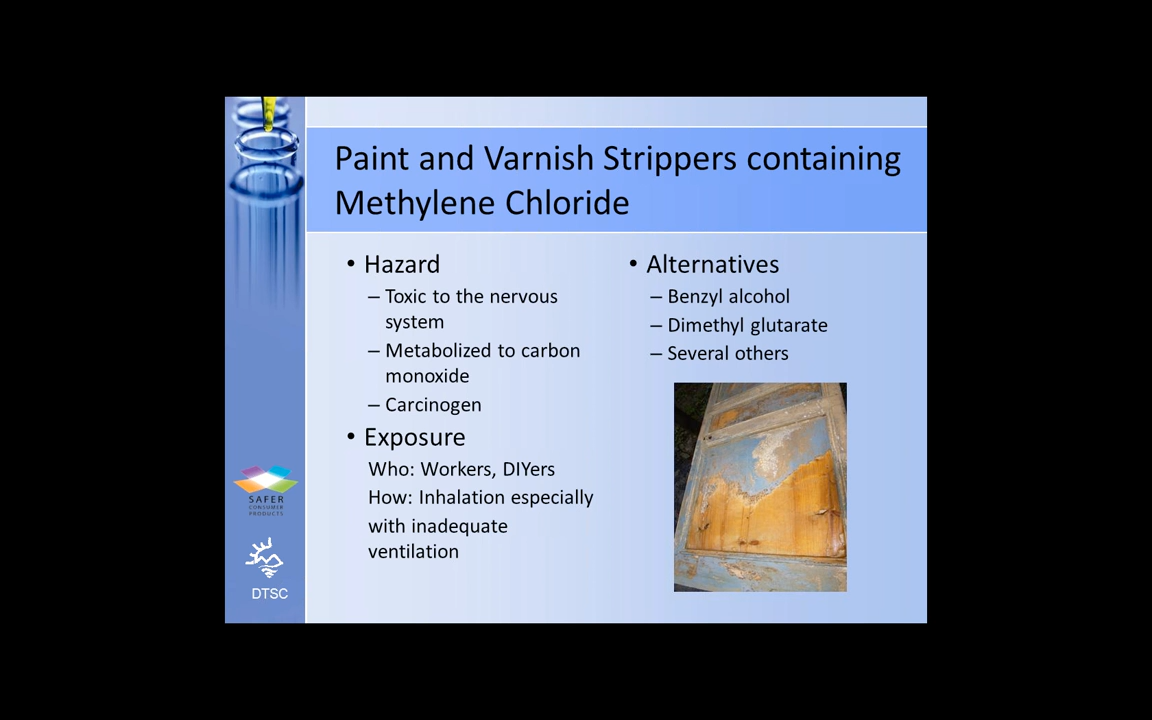 Paint and Varnish Strippers containing
Methylene Chloride
• Hazard
– Toxic to the nervous
system
– Metabolized to carbon
monoxide
– Carcinogen
• Exposure
Who: Workers, DIYers
How: Inhalation especially
with inadequate
ventilation
• Alternatives
– Benzyl alcohol
– Dimethyl glutarate
– Several others
SAFER
CONSUMER
PRODUCTS
DTSC